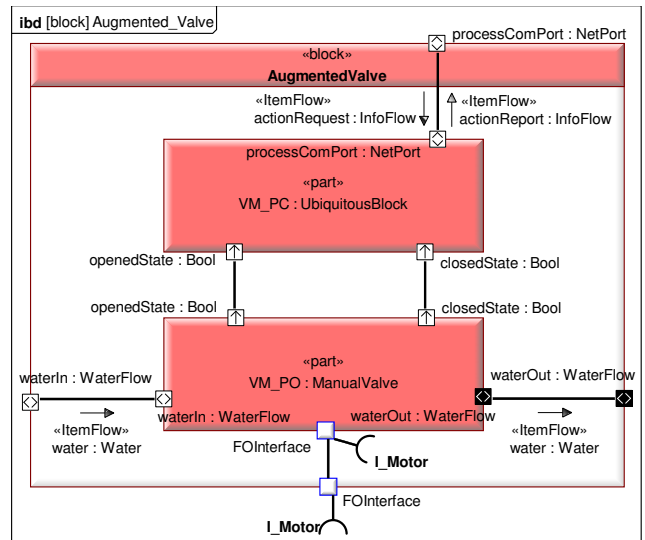 ibd [block] Augmented_Valve
processComPort : NetPort
«block»
AugmentedValve
«ItemFlow»
actionRequest : InfoFlow
«ItemFlow»
actionReport : InfoFlow
processComPort : NetPort
«part»
VM_PC : UbiquitousBlock
openedState : Bool
closedState : Bool
openedState : Bool
closedState : Bool
«part»
VM_PO : ManualValve
waterIn : WaterFlow
waterOut : WaterFlow
waterIn : WaterFlow
waterOut : WaterFlow
«ItemFlow»
water : Water
«ItemFlow»
water : Water
FOInterface
I_Motor
FOInterface
I_Motor